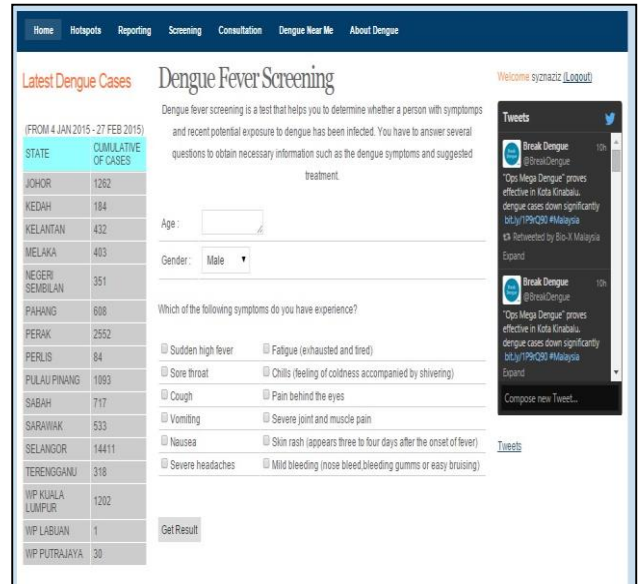 Home Hotspots Reporting Screening Consultation Dengue Near Me About Dengue
Latest Dengue Cases
(FROM 4 JAN 2015 - 27 FEB 2015)
STATE CUMULATIVE OF CASES
JOHOR 1262
KEDAH 184
KELANTAN 432
MELAKA 403
NEGERI SEMBILAN 351
PAHANG 608
PERAK 2552
PERLIS 84
PULAU PINANG 1093
SABAH 717
SARAWAK 533
SELANGOR 14411
TERENGGANU 318
WP KUALA LUMPUR 1202
WP LABUAN 1
WP PUTRAJAYA 30
Dengue Fever Screening
Dengue fever screening is a test that helps you to determine whether a person with symptomps
and recent potential exposure to dengue has been infected. You have to answer several
questions to obtain necessary information such as the dengue symptoms and suggested
treatment.
Age :
Gender : Male
Which of the following symptoms do you have experience?
Sudden high fever Fatigue (exhausted and tired)
Sore throat Chills (feeling of coldness accompanied by shivering)
Cough Pain behind the eyes
Vomiting Severe joint and muscle pain
Nausea Skin rash (appears three to four days after the onset of fever)
Severe headaches Mild bleeding (nose bleed,bleeding gumms or easy bruising)
Get Result
Welcome syznaziz (Logout)
Tweets
Break Dengue 10h
@BreakDengue
"Ops Mega Dengue" proves
effective in Kota Kinabalu.
dengue cases down significantly
bit.ly/1P9rQ90 #Malaysia
Retweeted by Bio-X Malaysia
Expand
Break Dengue 10h
@BreakDengue
"Ops Mega Dengue" proves
effective in Kota Kinabalu.
dengue cases down significantly
bit.ly/1P9rQ90 #Malaysia
Expand
Compose new Tweet...
Tweets